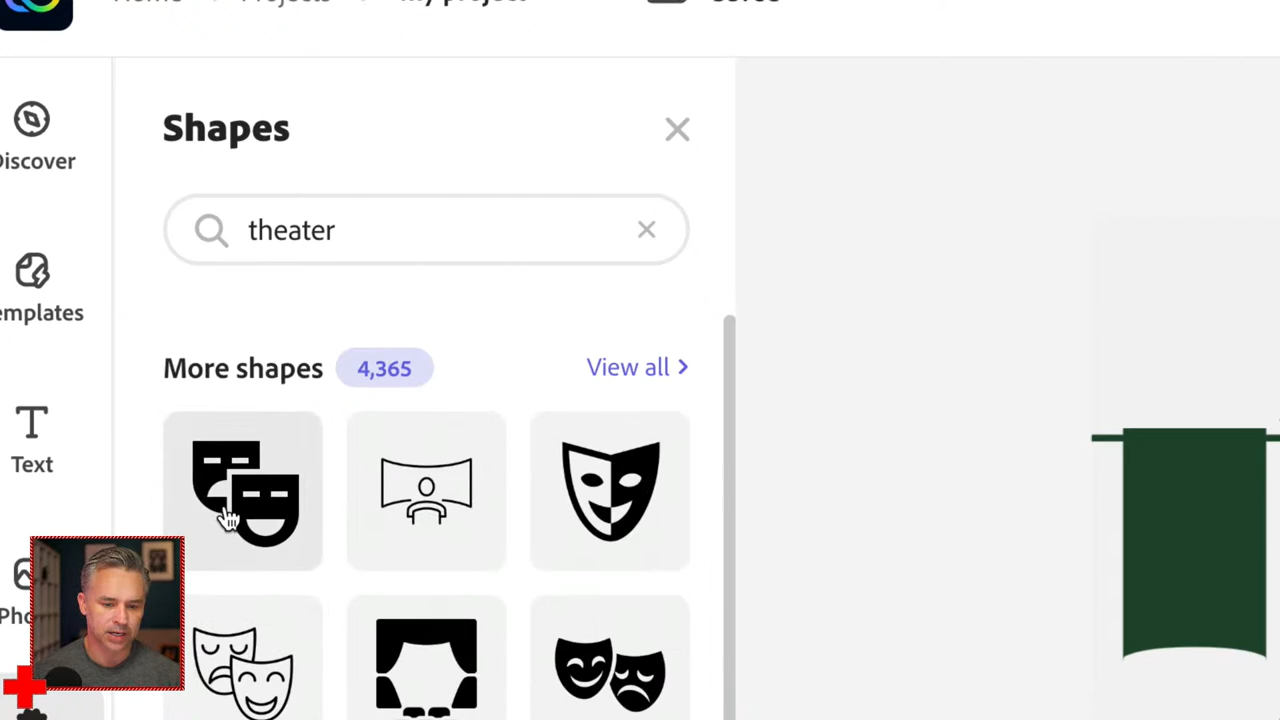 Shapes
Discover
theater
emplates
More shapes 4,365 View all
Text
Pho